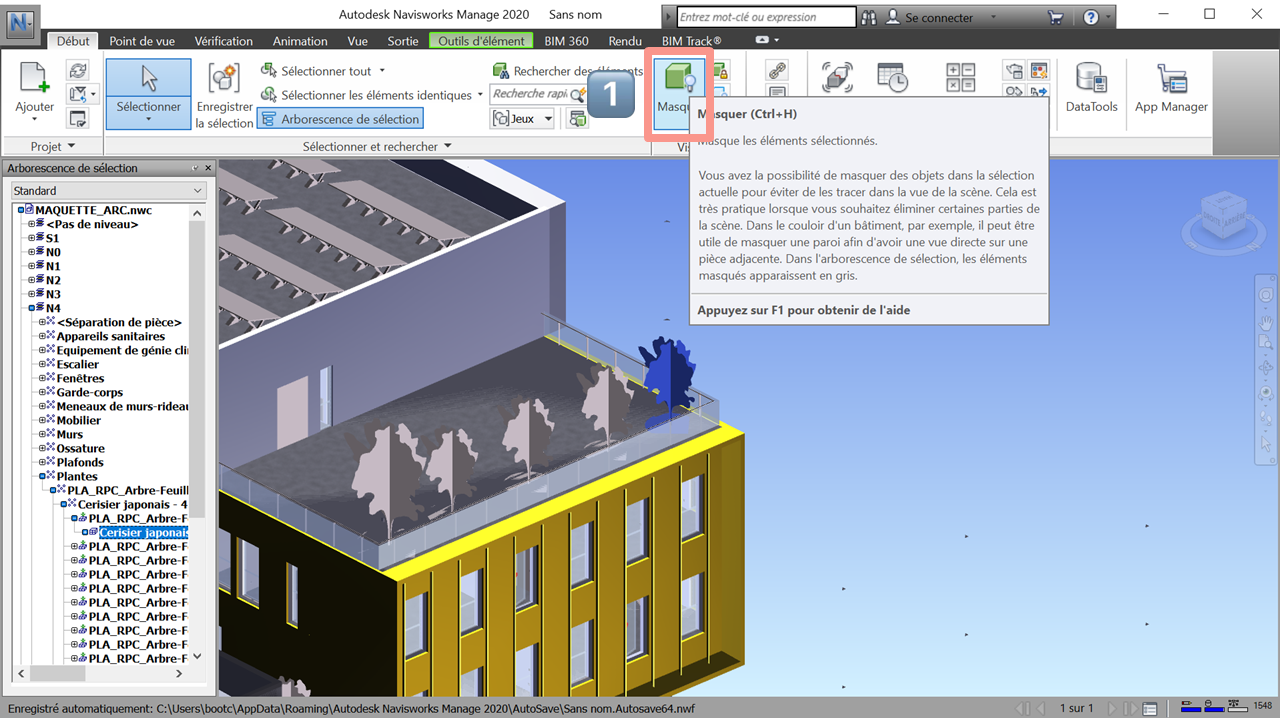 Autodesk Navisworks Manage 2020 Sans nom
Entrez mot-clé ou expression
Se connecter
Début Point de vue Vérification Animation Vue Sortie Outils d'élément BIM 360 Rendu BIM Track®
Ajouter
Projet
Sélectionner
Enregistrer
la sélection
Sélectionner tout
Sélectionner les éléments identiques
Arborescence de sélection
Rechercher des éléments
Recherche rapi
Jeux
Sélectionner et rechercher
1
Masqu
Vis
DataTools
App Manager
Masquer (Ctrl+H)
Masque les éléments sélectionnés.
Vous avez la possibilité de masquer des objets dans la sélection
actuelle pour éviter de les tracer dans la vue de la scène. Cela est
très pratique lorsque vous souhaitez éliminer certaines parties de
la scène. Dans le couloir d'un bâtiment, par exemple, il peut être
utile de masquer une paroi afin d'avoir une vue directe sur une
pièce adjacente. Dans l'arborescence de sélection, les éléments
masqués apparaissent en gris.
Appuyez sur F1 pour obtenir de l'aide
Arborescence de sélection
Standard
MAQUETTE_ARC.nwc
<Pas de niveau>
S1
N0
N1
N2
N3
N4
<Séparation de pièce>
Appareils sanitaires
Equipement de génie cli
Escalier
Fenêtres
Garde-corps
Meneaux de murs-rideau
Mobilier
Murs
Ossature
Plafonds
Plantes
PLA_RPC_Arbre-Feuill
Cerisier japonais - 4
PLA_RPC_Arbre-F
Cerisier japonais
PLA_RPC_Arbre-F
PLA_RPC_Arbre-F
PLA_RPC_Arbre-F
PLA_RPC_Arbre-F
PLA_RPC_Arbre-F
PLA_RPC_Arbre-F
PLA_RPC_Arbre-F
PLA_RPC_Arbre-F
PLA_RPC_Arbre-F
Enregistré automatiquement: C:\Users\bootc\AppData\Roaming\Autodesk Navisworks Manage 2020\AutoSave\Sans nom.Autosave64.nwf
1 sur 1
1548